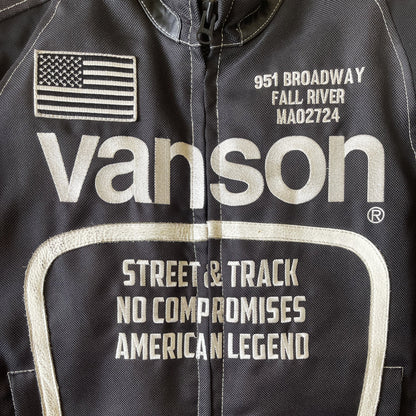 951 BROADWAY
FALL RIVER
MA02724
vanson®
STREET & TRACK
NO COMPROMISES
AMERICAN LEGEND